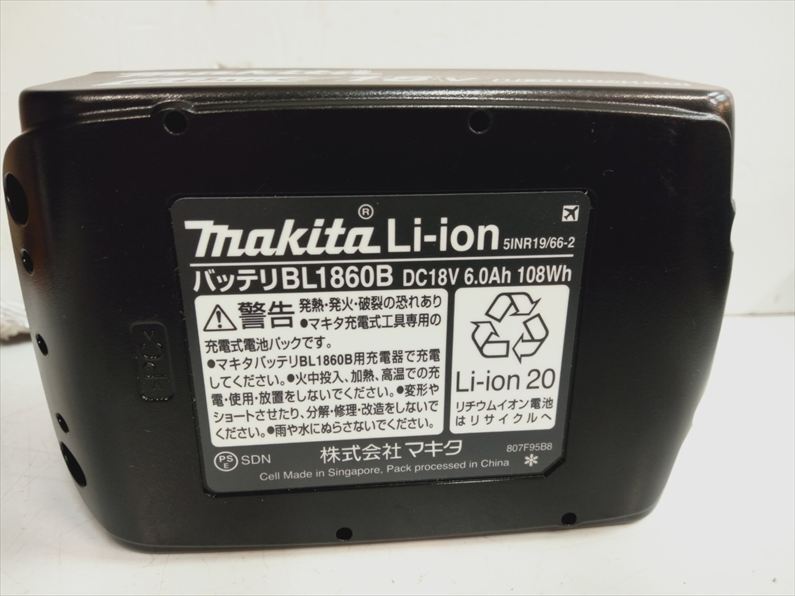 makita® Li-ion 5INR19/66-2
バッテリBL1860B DC18V 6.0Ah 108Wh
警告 発熱・発火・破裂の恐れあり
●マキタ充電式工具専用の
充電式電池パックです。
●マキタバッテリBL1860B用充電器で充電
してください。●火中投入、加熱、高温での充
電・使用・放置をしないでください。●変形や
ショートさせたり、分解・修理・改造をしないで
ください。●雨や水にぬらさないでください。
Li-ion 20
リチウムイオン電池
はリサイクルへ
PS
E SDN 株式会社 マキタ 807F95B8
Cell Made in Singapore, Pack processed in China *